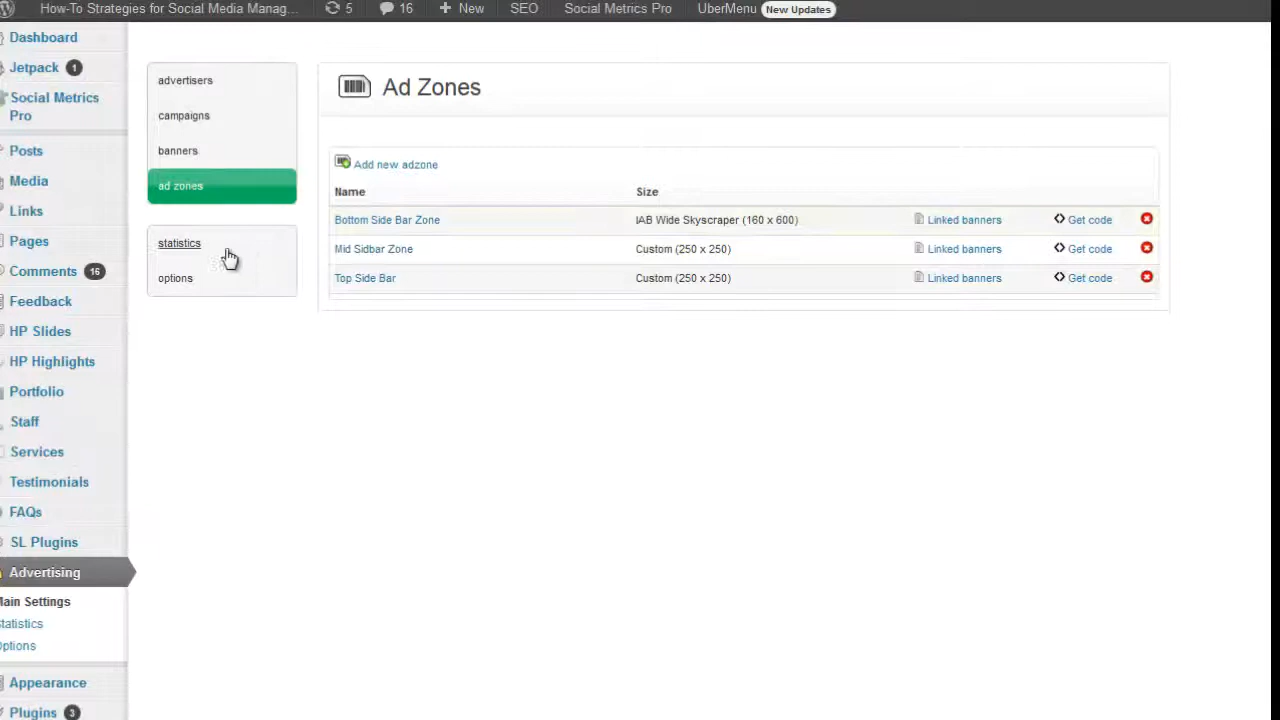 How-To Strategies for Social Media Manag... 5 16 New SEO Social Metrics Pro UberMenu New Updates
Dashboard
Jetpack 1
Social Metrics
Pro
Posts
Media
Links
Pages
Comments 16
Feedback
HP Slides
HP Highlights
Portfolio
Staff
Services
Testimonials
FAQs
SL Plugins
Advertising
Main Settings
Statistics
Options
Appearance
Plugins 3
advertisers
campaigns
banners
ad zones
statistics
options
Ad Zones
Add new adzone
Name Size
Bottom Side Bar Zone IAB Wide Skyscraper (160 x 600) Linked banners Get code
Mid Sidbar Zone Custom (250 x 250) Linked banners Get code
Top Side Bar Custom (250 x 250) Linked banners Get code